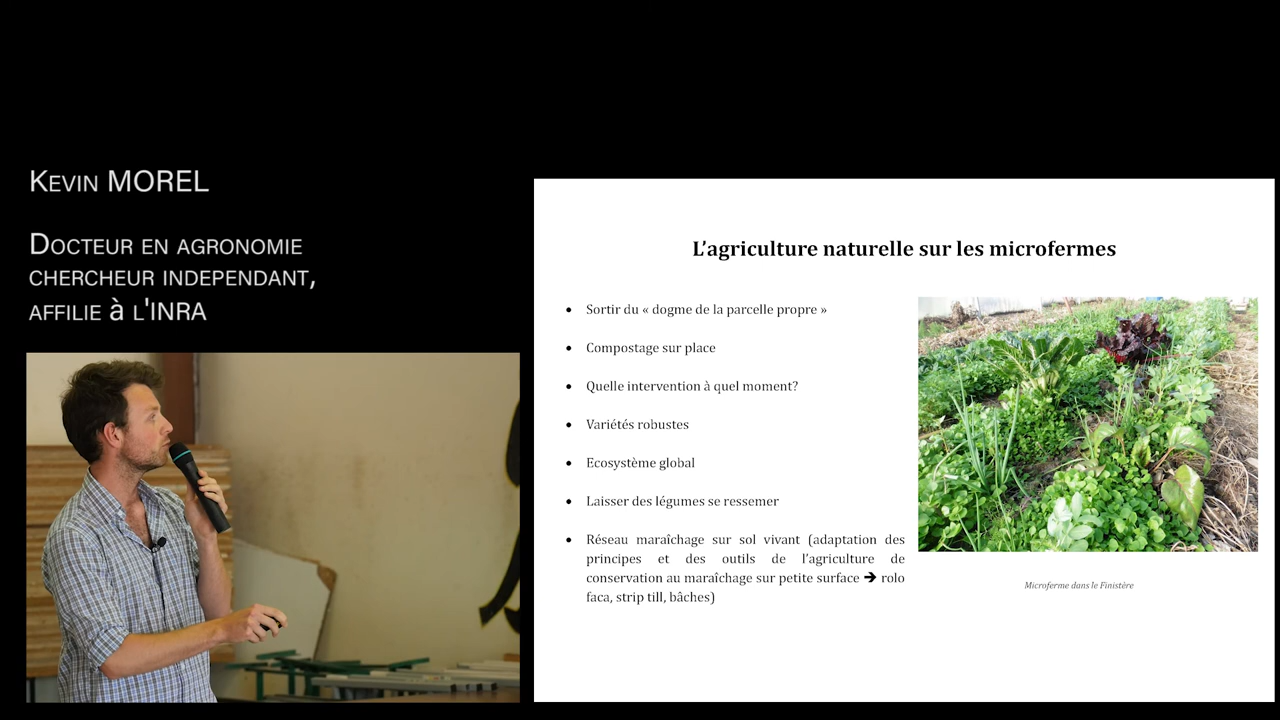 Kevin MOREL
Docteur en agronomie
chercheur independant,
affilie à l'INRA
L'agriculture naturelle sur les microfermes
• Sortir du « dogme de la parcelle propre »
• Compostage sur place
• Quelle intervention à quel moment?
• Variétés robustes
• Ecosystème global
• Laisser des légumes se ressemer
• Réseau maraîchage sur sol vivant (adaptation des
principes et des outils de l'agriculture de
conservation au maraîchage sur petite surface ➔ rolo
faca, strip till, bâches)
Microferme dans le Finistère